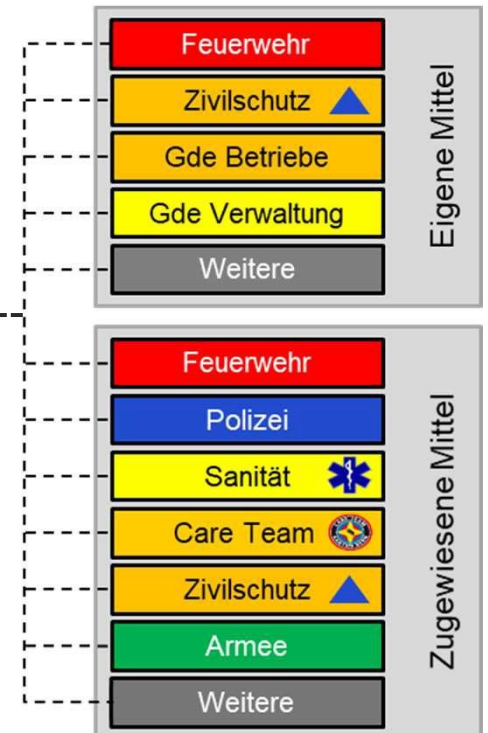 Feuerwehr
Zivilschutz
Gde Betriebe
Gde Verwaltung
Weitere
Eigene Mittel
Feuerwehr
Polizei
Sanität
Care Team
Zivilschutz
Armee
Weitere
Zugewiesene Mittel